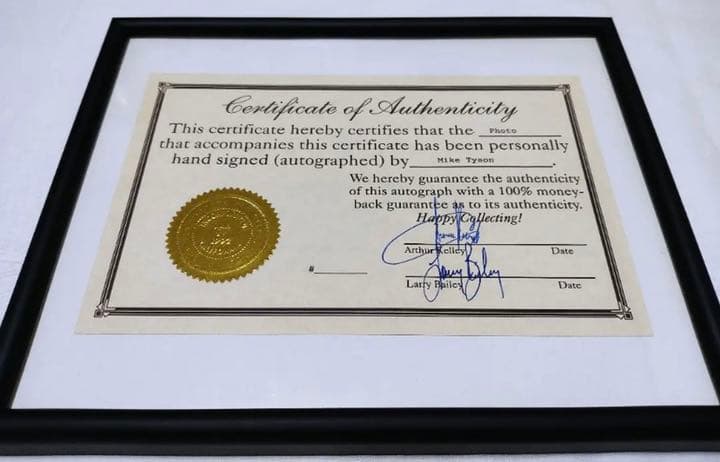 Certificate of Authenticity
This certificate hereby certifies that the Photo
that accompanies this certificate has been personally
hand signed (autographed) by Mike Tyson.
We hereby guarantee the authenticity
of this autograph with a 100% money-
back guarantee as to its authenticity.
Happy Collecting!
Arthur Kelley Date
#
Larry Bailey
Larry Bailey Date